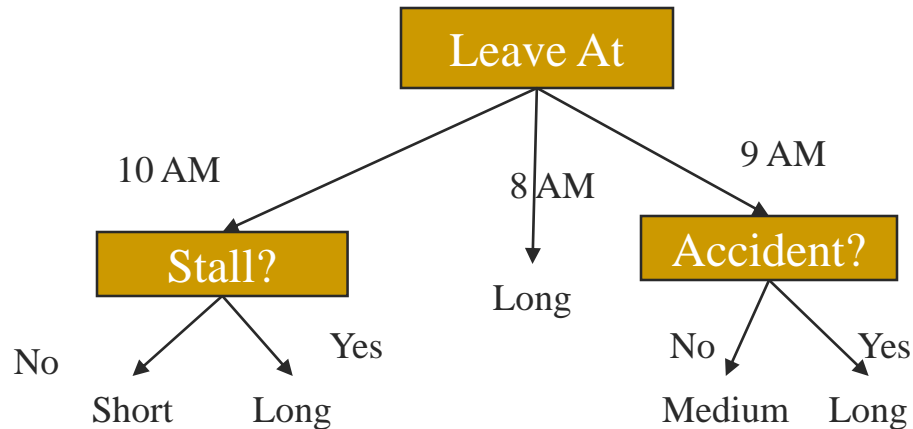 Leave At
10 AM
8 AM
9 AM
Stall?
Accident?
Long
No
Yes
No
Yes
Short
Long
Medium
Long